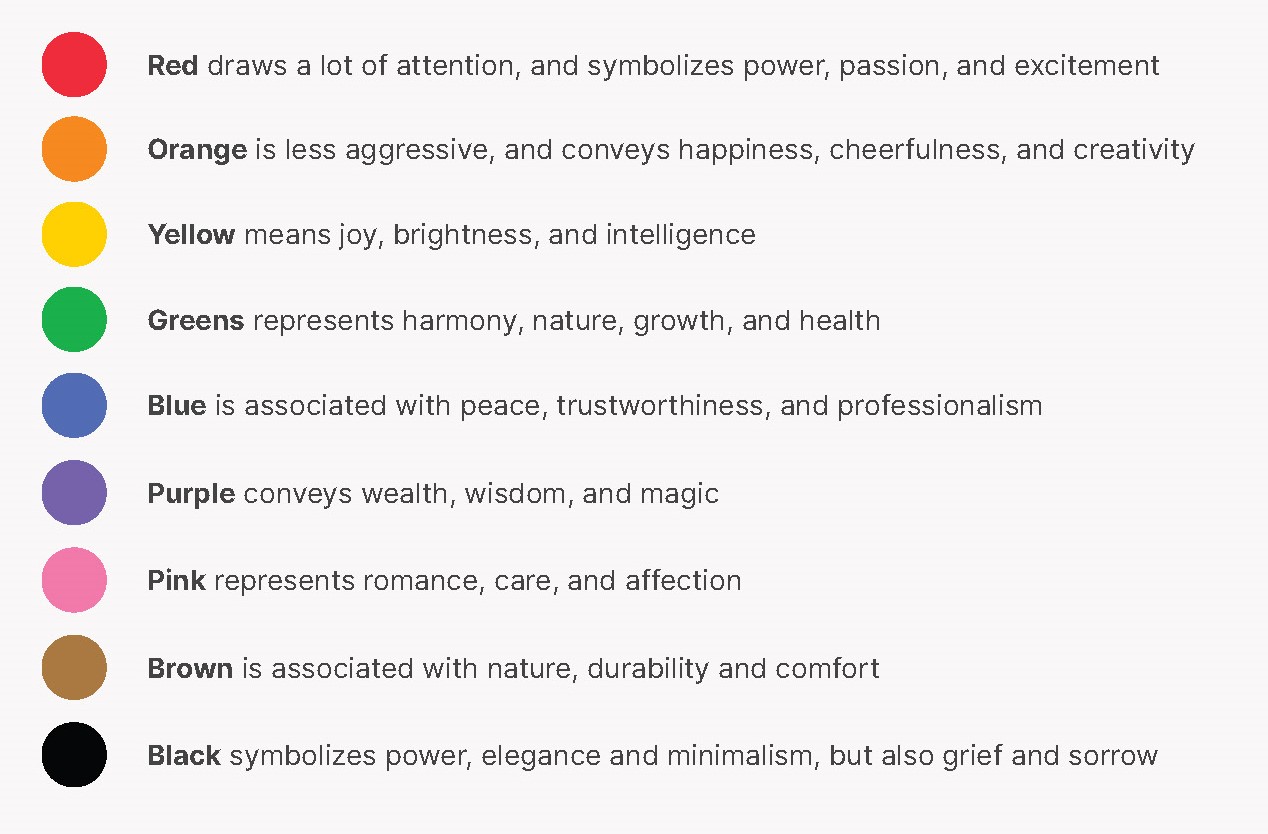 Red draws a lot of attention, and symbolizes power, passion, and excitement
Orange is less aggressive, and conveys happiness, cheerfulness, and creativity
Yellow means joy, brightness, and intelligence
Greens represents harmony, nature, growth, and health
Blue is associated with peace, trustworthiness, and professionalism
Purple conveys wealth, wisdom, and magic
Pink represents romance, care, and affection
Brown is associated with nature, durability and comfort
Black symbolizes power, elegance and minimalism, but also grief and sorrow